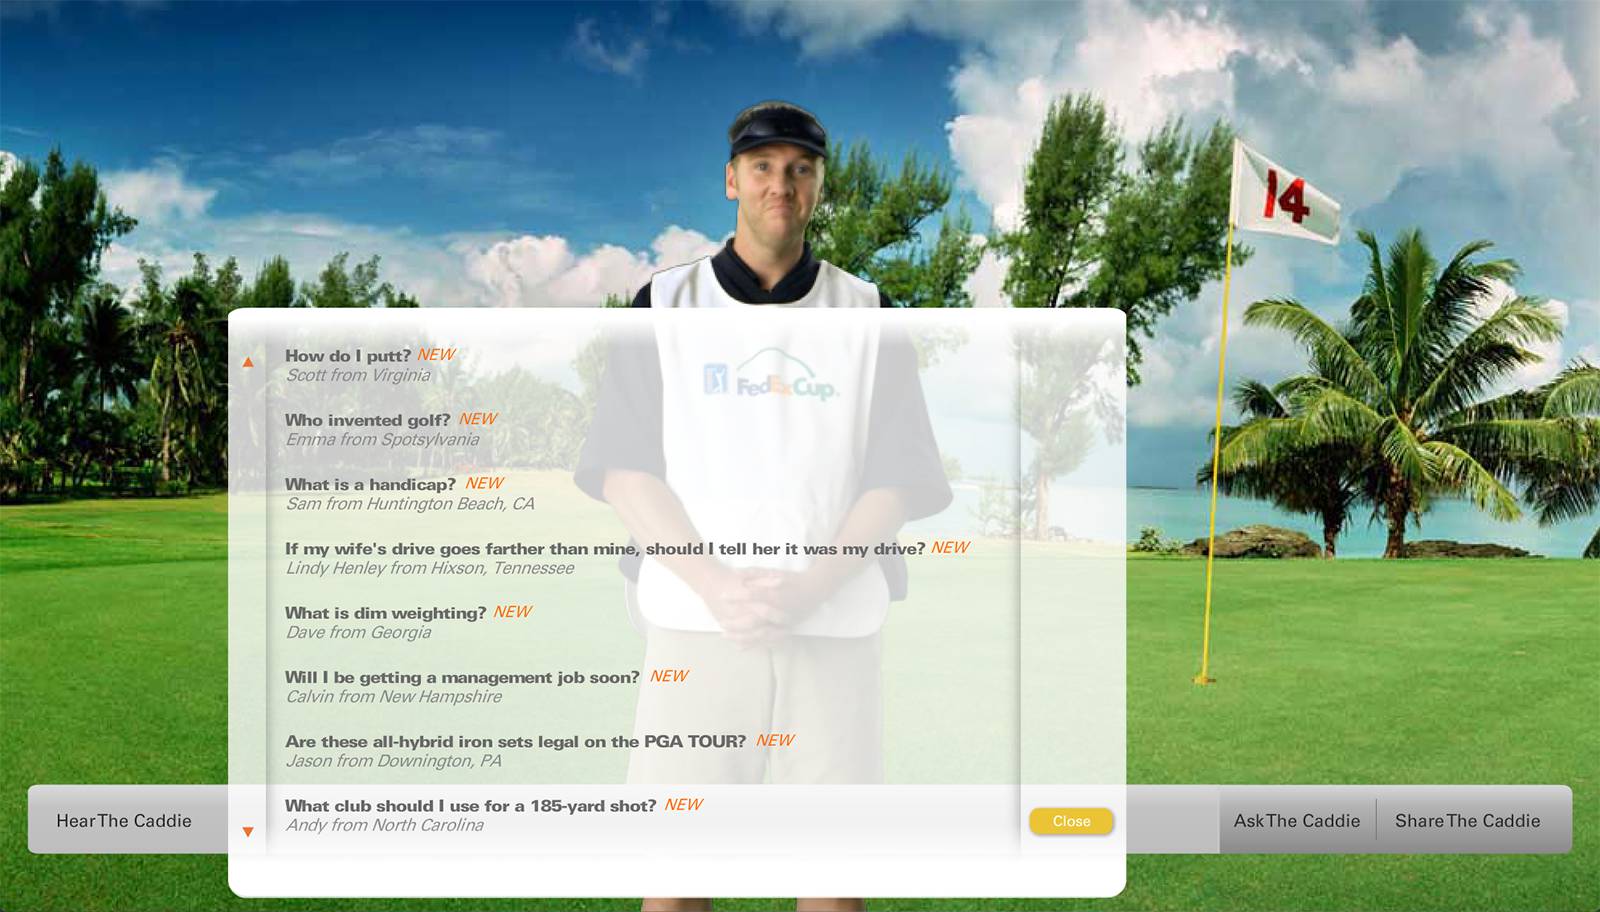 14
How do I putt? NEW
Scott from Virginia
FedExCup
Who invented golf? NEW
Emma from Spotsylvania
What is a handicap? NEW
Sam from Huntington Beach, CA
If my wife's drive goes farther than mine, should I tell her it was my drive? NEW
Lindy Henley from Hixson, Tennessee
What is dim weighting? NEW
Dave from Georgia
Will I be getting a management job soon? NEW
Calvin from New Hampshire
Are these all-hybrid iron sets legal on the PGA TOUR? NEW
Jason from Downington, PA
What club should I use for a 185-yard shot? NEW
Andy from North Carolina
Hear The Caddie
Close
Ask The Caddie
Share The Caddie